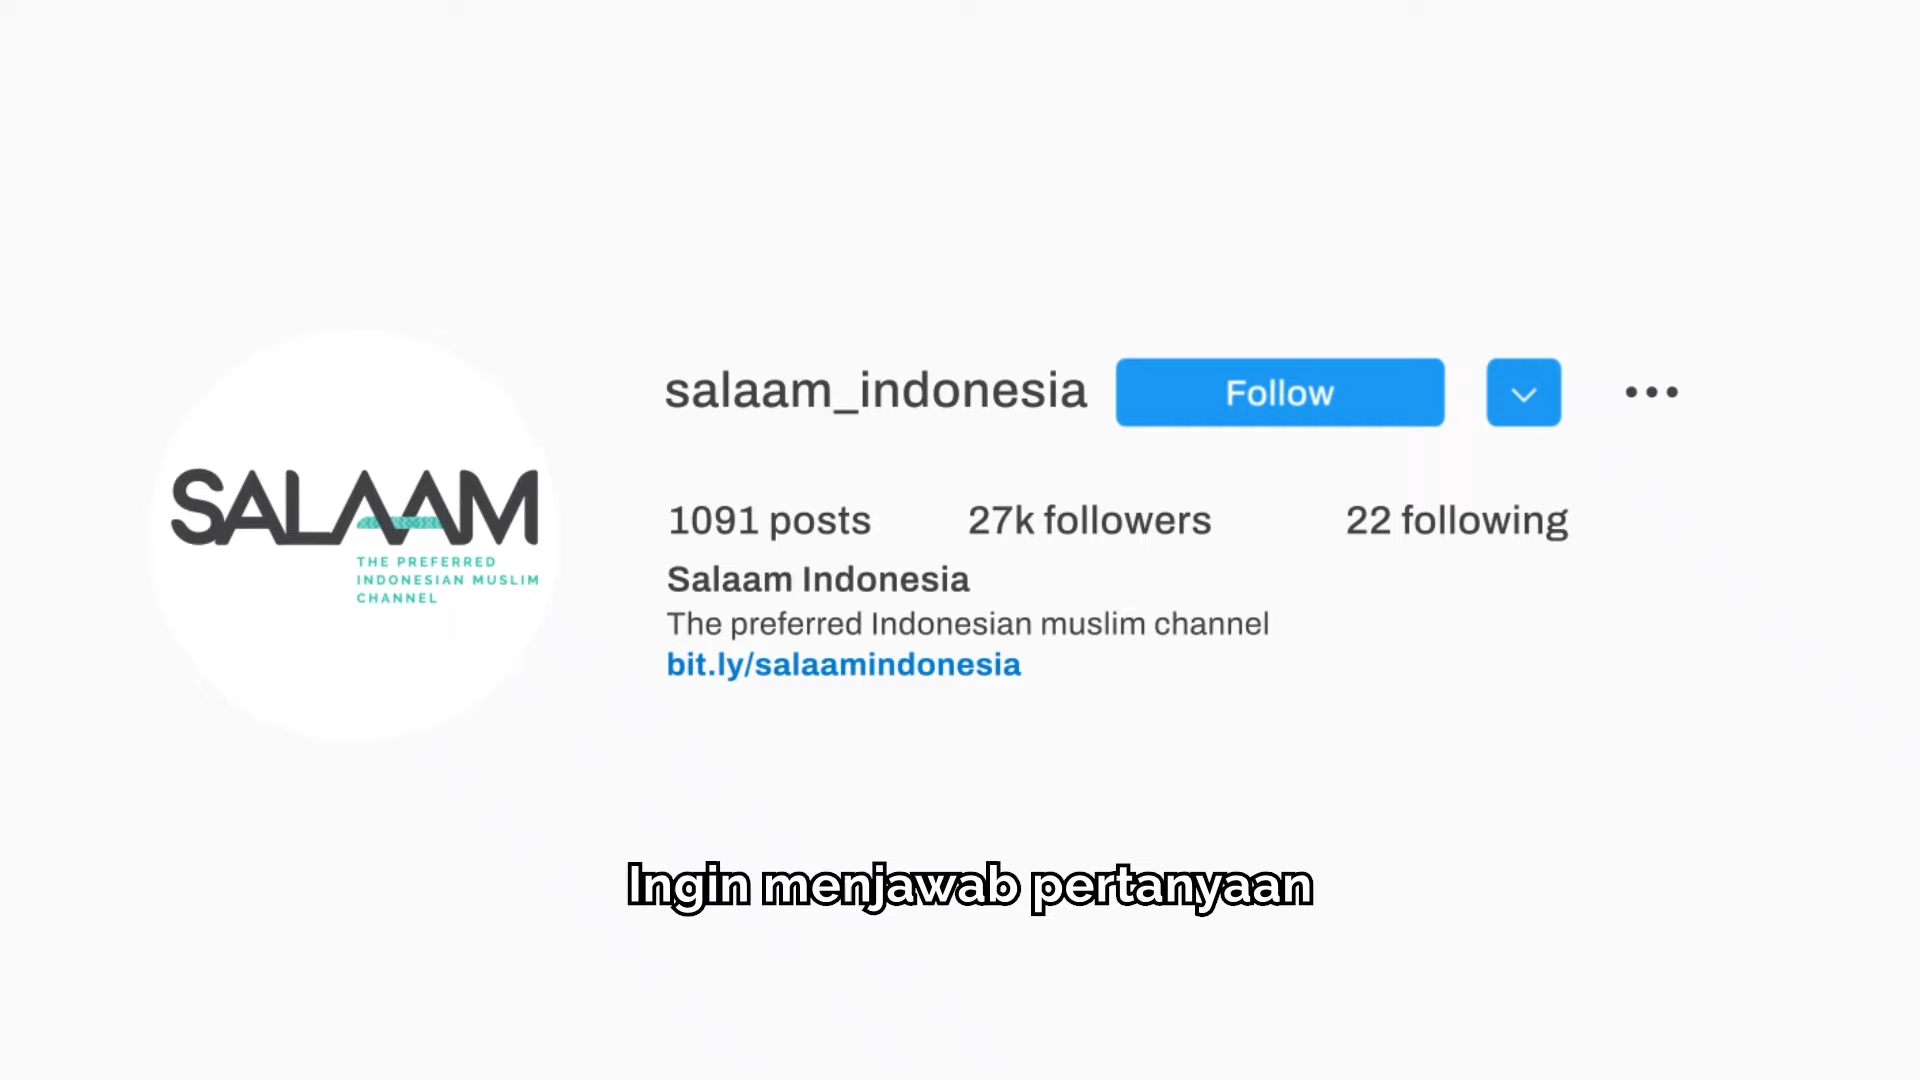 SALAAM
THE PREFERRED
INDONESIAN MUSLIM
CHANNEL
salaam_indonesia
Follow
1091 posts 27k followers 22 following
Salaam Indonesia
The preferred Indonesian muslim channel
bit.ly/salaamindonesia
Ingin menjawab pertanyaan